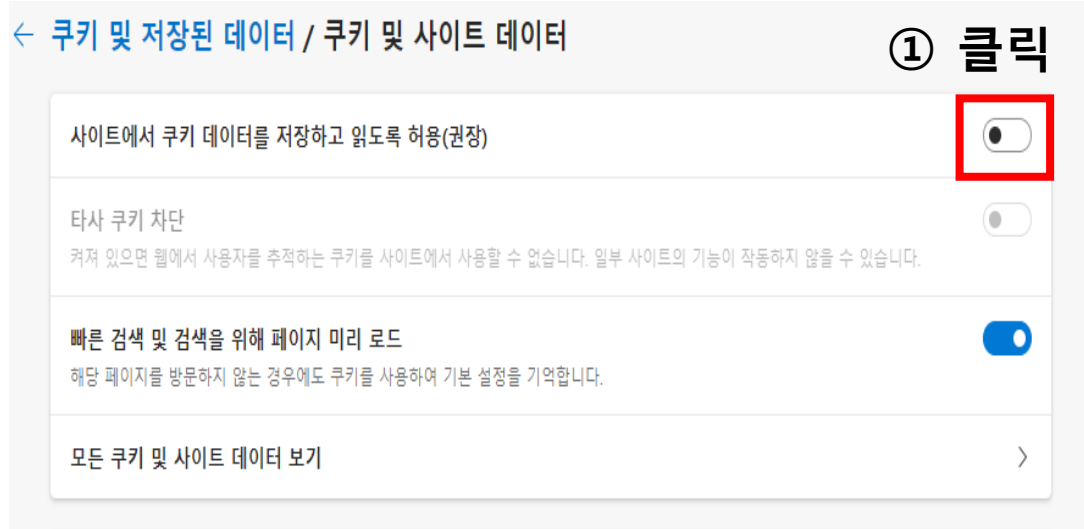 ← 쿠키 및 저장된 데이터 / 쿠키 및 사이트 데이터
① 클릭
사이트에서 쿠키 데이터를 저장하고 읽도록 허용(권장)
타사 쿠키 차단
켜져 있으면 웹에서 사용자를 추적하는 쿠키를 사이트에서 사용할 수 없습니다. 일부 사이트의 기능이 작동하지 않을 수 있습니다.
빠른 검색 및 검색을 위해 페이지 미리 로드
해당 페이지를 방문하지 않는 경우에도 쿠키를 사용하여 기본 설정을 기억합니다.
모든 쿠키 및 사이트 데이터 보기